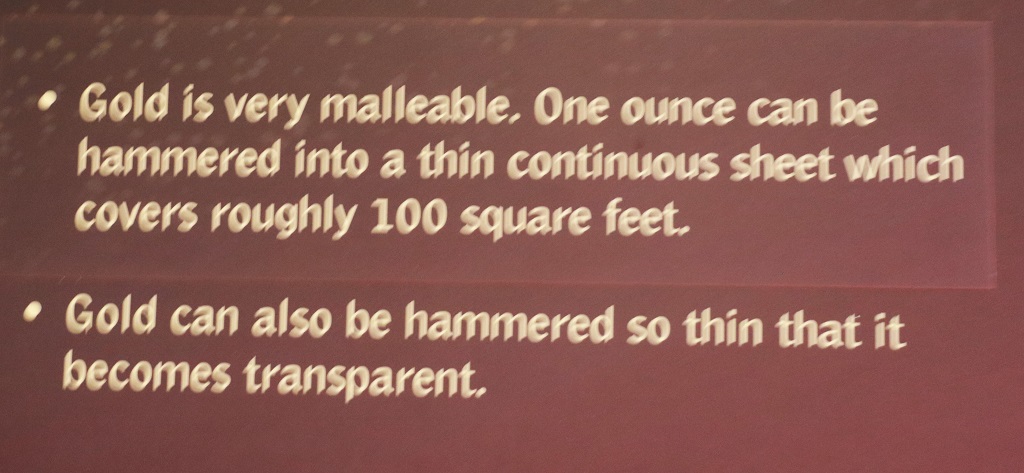 • Gold is very malleable. One ounce can be
hammered into a thin continuous sheet which
covers roughly 100 square feet.
• Gold can also be hammered so thin that it
becomes transparent.